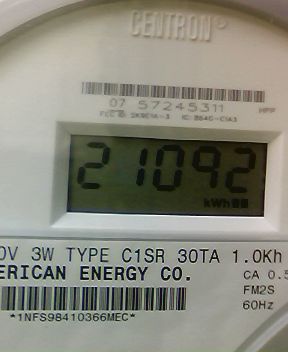 CENTRON®
07 57245311
21092
kWh
0V 3W TYPE C1SR 30TA 1.0Kh
ERICAN ENERGY CO.
CA 0.5
FM2S
60Hz
*1NFS98410366MEC*